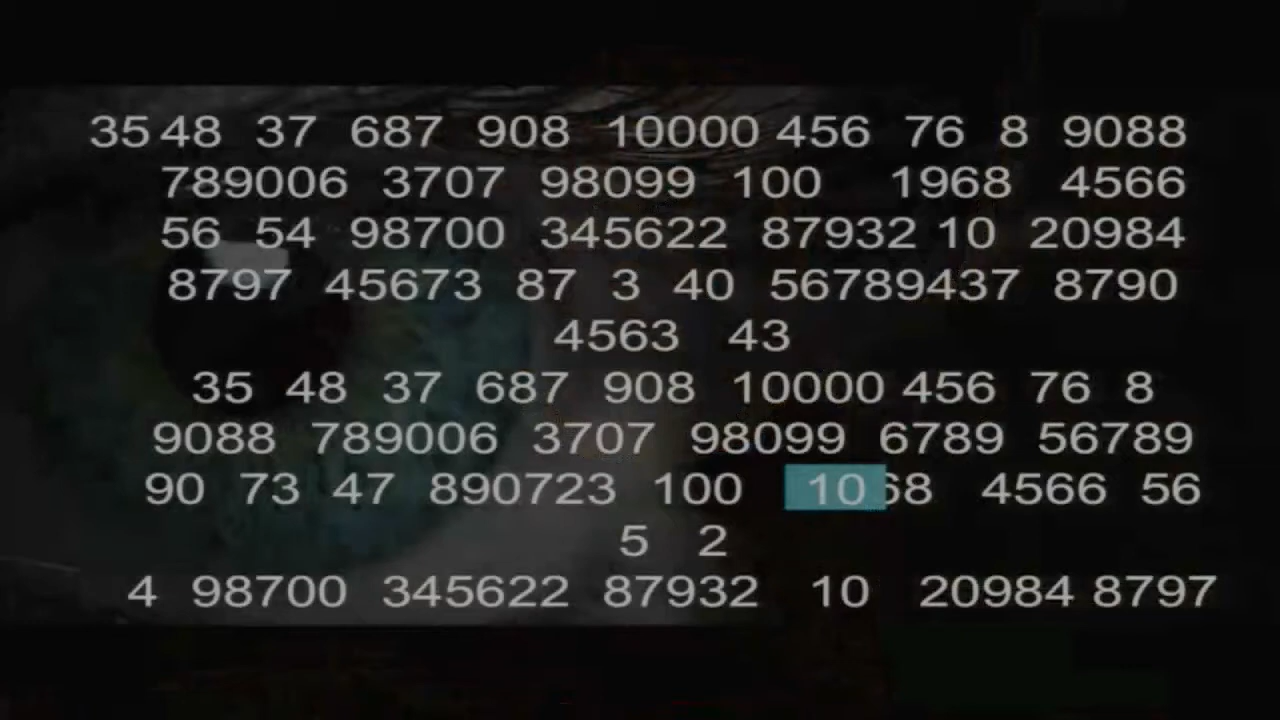 35 48 37 687 908 10000 456 76 8 9088
789006 3707 98099 100 1968 4566
56 54 98700 345622 87932 10 20984
8797 45673 87 3 40 56789437 8790
4563 43
35 48 37 687 908 10000 456 76 8
9088 789006 3707 98099 6789 56789
90 73 47 890723 100 1068 4566 56
5 2
4 98700 345622 87932 10 20984 8797